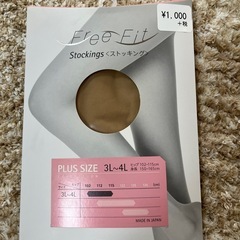 ¥1,000
+税
Free Fit
Stockings <ストッキング>
PLUS SIZE 3L~4L
3L~4L
MADE IN JAPAN